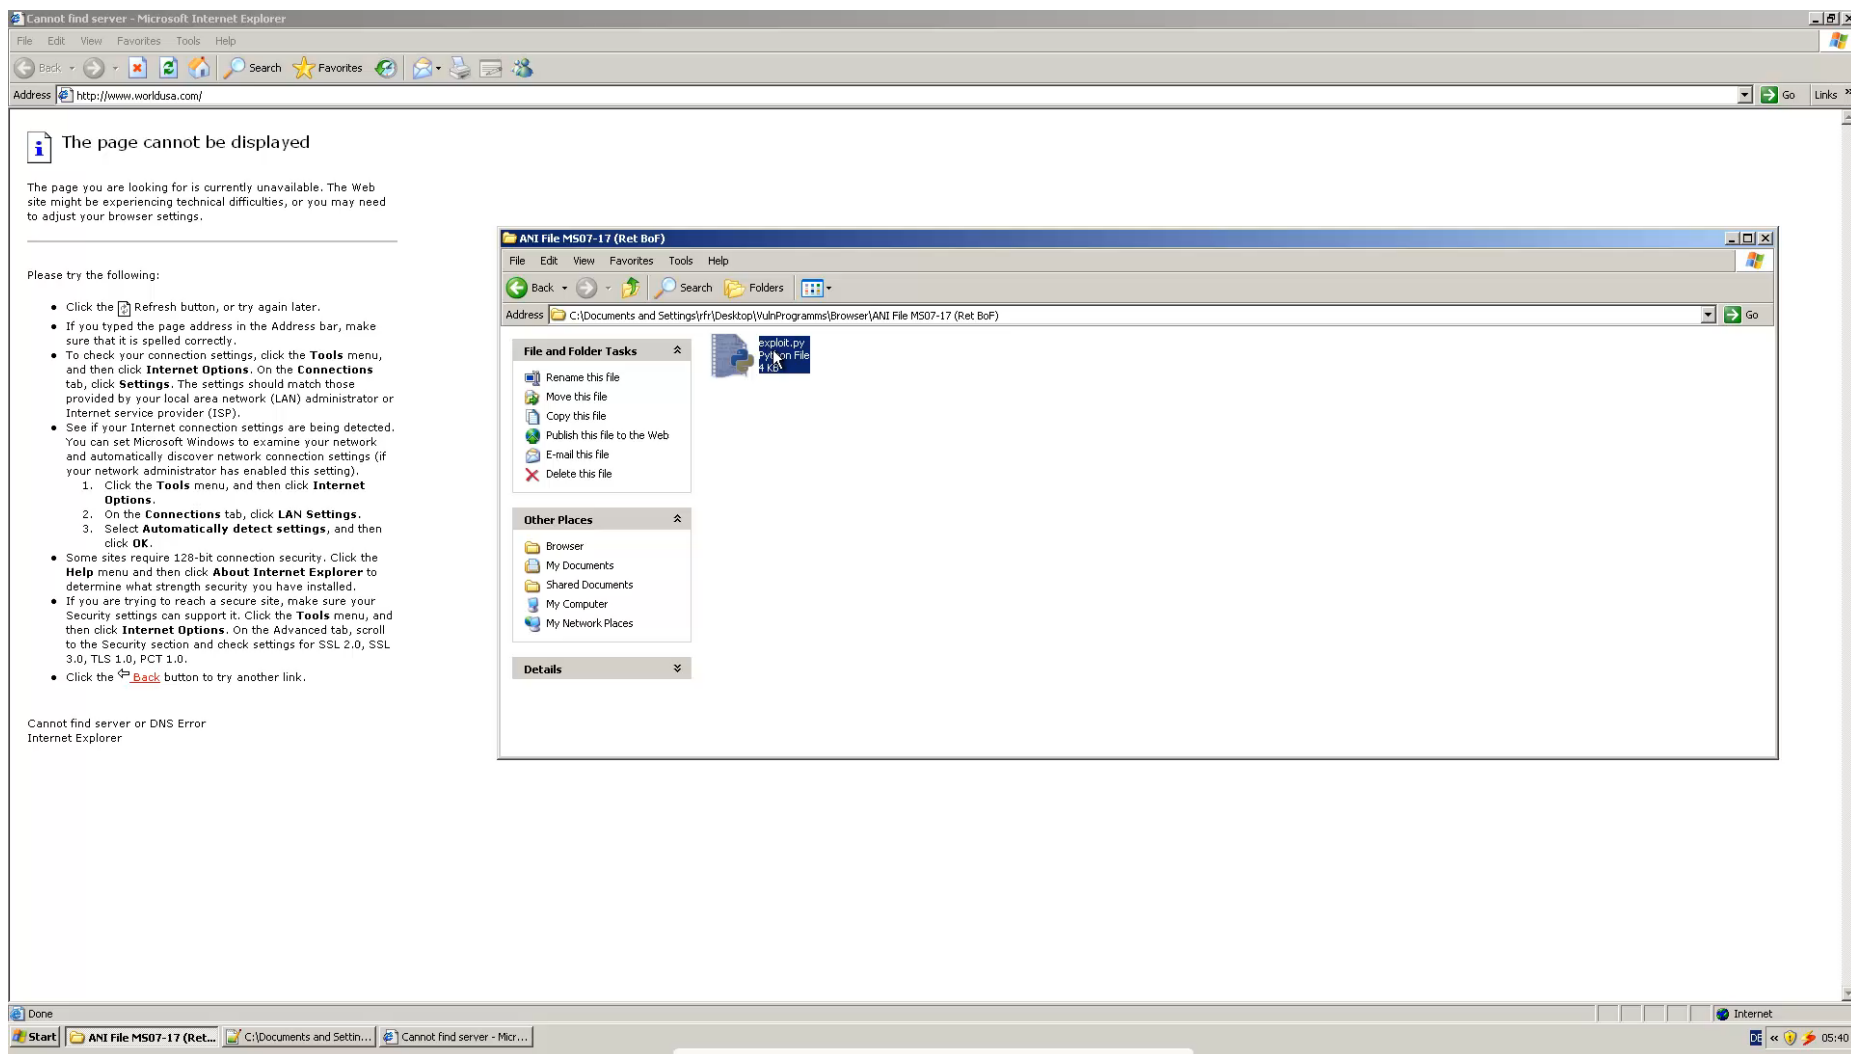 Cannot find server - Microsoft Internet Explorer
File Edit View Favorites Tools Help
Back Search Favorites
Address http://www.worldusa.com/ Go Links »
The page cannot be displayed
The page you are looking for is currently unavailable. The Web
site might be experiencing technical difficulties, or you may need
to adjust your browser settings.
Please try the following:
• Click the Refresh button, or try again later.
• If you typed the page address in the Address bar, make
sure that it is spelled correctly.
• To check your connection settings, click the Tools menu,
and then click Internet Options. On the Connections
tab, click Settings. The settings should match those
provided by your local area network (LAN) administrator or
Internet service provider (ISP).
• See if your Internet connection settings are being detected.
You can set Microsoft Windows to examine your network
and automatically discover network connection settings (if
your network administrator has enabled this setting).
1. Click the Tools menu, and then click Internet
Options.
2. On the Connections tab, click LAN Settings.
3. Select Automatically detect settings, and then
click OK.
• Some sites require 128-bit connection security. Click the
Help menu and then click About Internet Explorer to
determine what strength security you have installed.
• If you are trying to reach a secure site, make sure your
Security settings can support it. Click the Tools menu, and
then click Internet Options. On the Advanced tab, scroll
to the Security section and check settings for SSL 2.0, SSL
3.0, TLS 1.0, PCT 1.0.
• Click the Back button to try another link.
Cannot find server or DNS Error
Internet Explorer
ANI File MS07-17 (Ret BoF)
File Edit View Favorites Tools Help
Back Search Folders
Address C:\Documents and Settings\rfr\Desktop\VulnProgramms\Browser\ANI File MS07-17 (Ret BoF) Go
File and Folder Tasks
Rename this file
Move this file
Copy this file
Publish this file to the Web
E-mail this file
Delete this file
Other Places
Browser
My Documents
Shared Documents
My Computer
My Network Places
Details
exploit.py
Python File
4 KB
Done Internet
Start ANI File MS07-17 (Ret... C:\Documents and Settin... Cannot find server - Micr... DE « 05:40